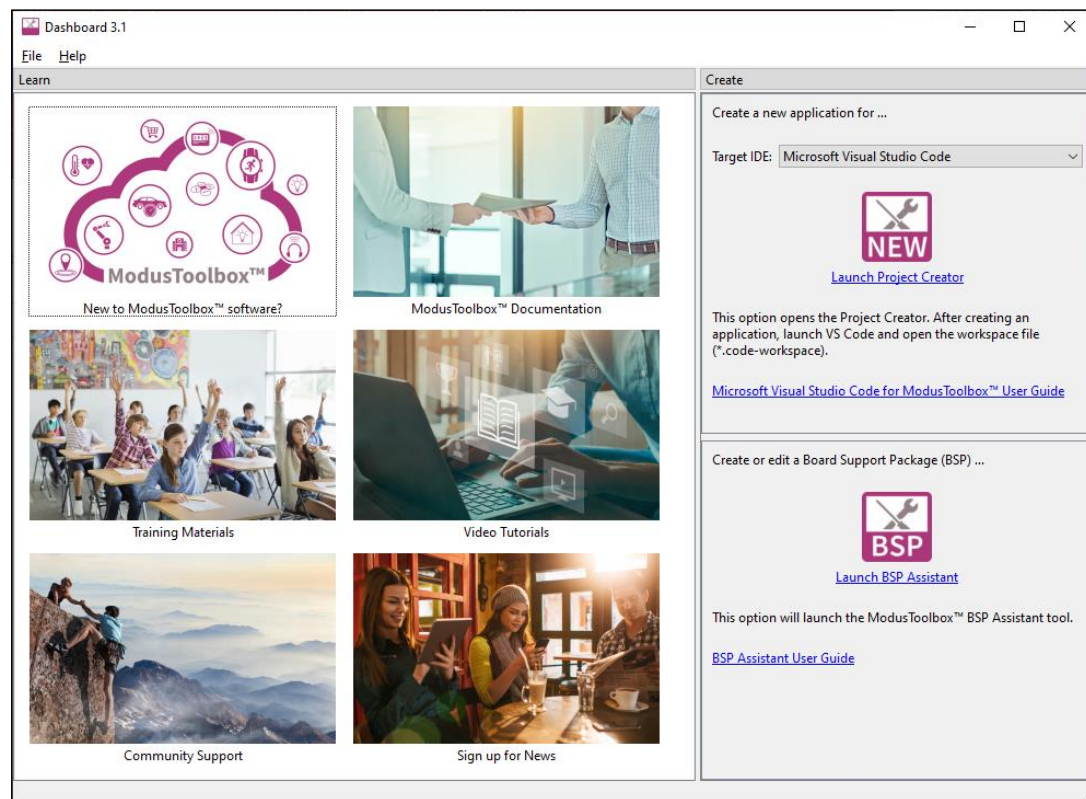 Dashboard 3.1
File Help
Learn
ModusToolbox™
New to ModusToolbox™ software?
ModusToolbox™ Documentation
Training Materials
Video Tutorials
Community Support
Sign up for News
Create
Create a new application for ...
Target IDE: Microsoft Visual Studio Code
NEW
Launch Project Creator
This option opens the Project Creator. After creating an
application, launch VS Code and open the workspace file
(*.code-workspace).
Microsoft Visual Studio Code for ModusToolbox™ User Guide
Create or edit a Board Support Package (BSP) ...
BSP
Launch BSP Assistant
This option will launch the ModusToolbox™ BSP Assistant tool.
BSP Assistant User Guide